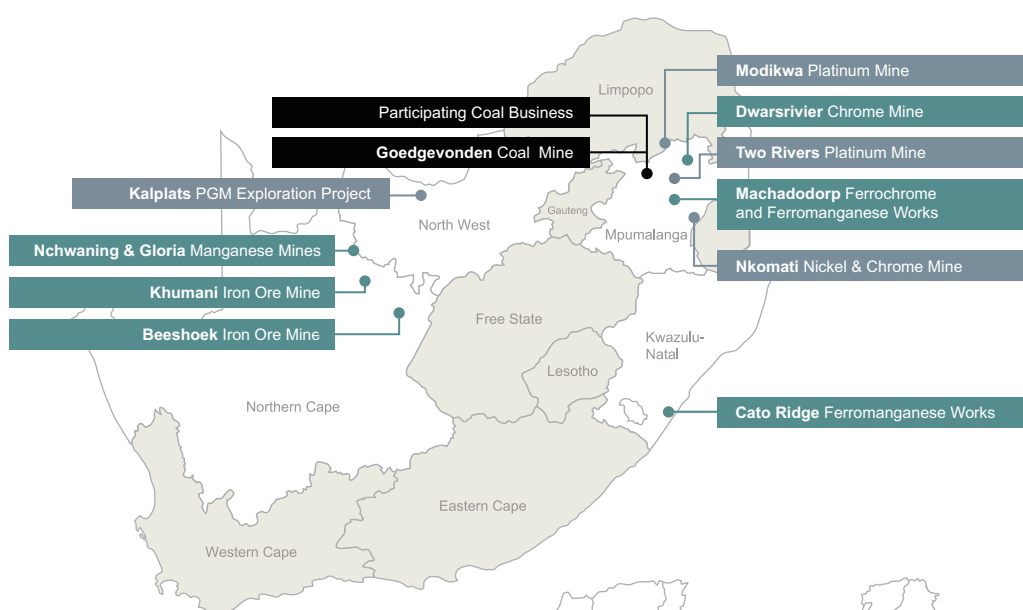 Limpopo
Modikwa Platinum Mine
Participating Coal Business
Dwarsrivier Chrome Mine
Goedgevonden Coal Mine
Two Rivers Platinum Mine
Kalplats PGM Exploration Project
Machadodorp Ferrochrome
and Ferromanganese Works
Gauteng
North West
Mpumalanga
Nchwaning & Gloria Manganese Mines
Nkomati Nickel & Chrome Mine
Khumani Iron Ore Mine
Free State
Beeshoek Iron Ore Mine
Kwazulu-
Natal
Lesotho
Northern Cape
Cato Ridge Ferromanganese Works
Eastern Cape
Western Cape